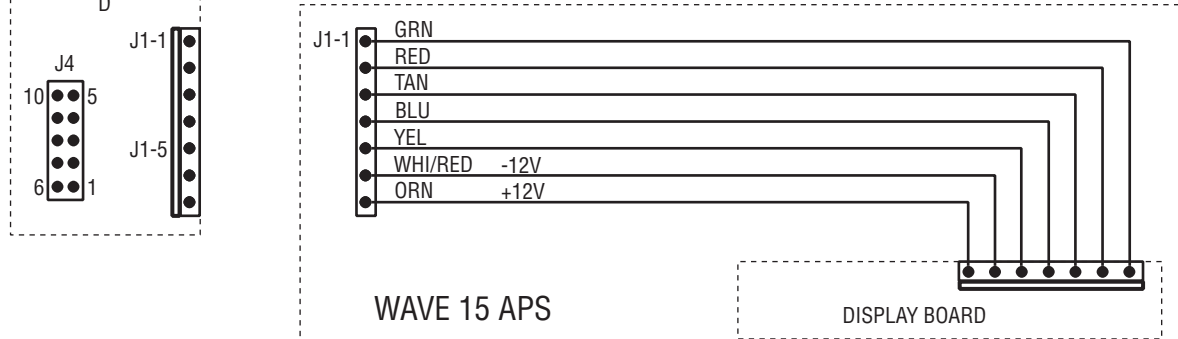 D
J1-1
J4
10 5
J1-5
6 1
J1-1 GRN
RED
TAN
BLU
YEL
WHI/RED -12V
ORN +12V
WAVE 15 APS
DISPLAY BOARD